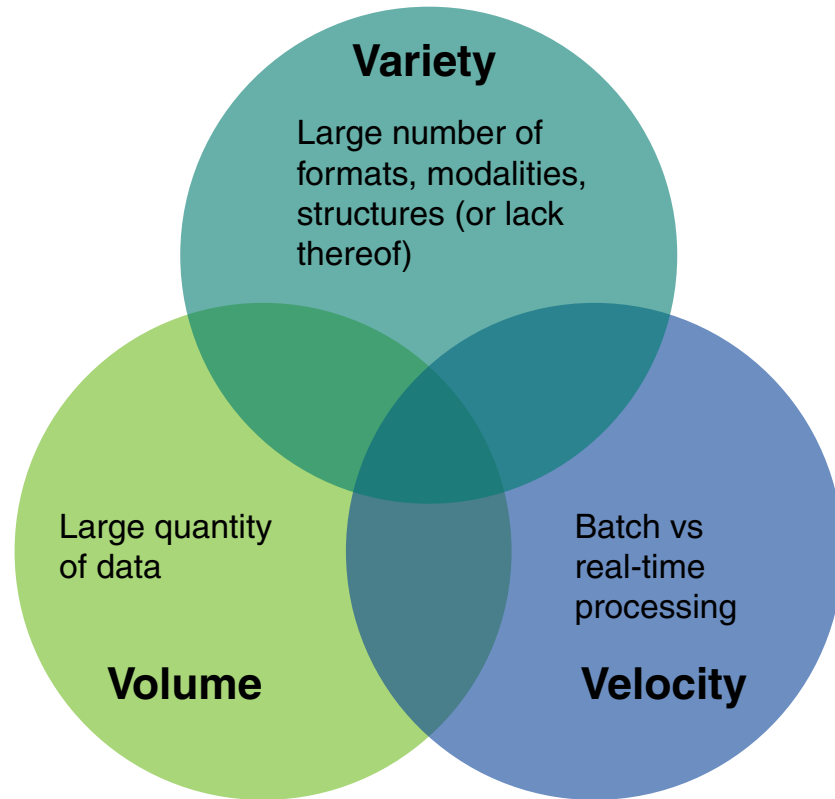 Variety
Large number of
formats, modalities,
structures (or lack
thereof)
Large quantity
of data
Volume
Batch vs
real-time
processing
Velocity